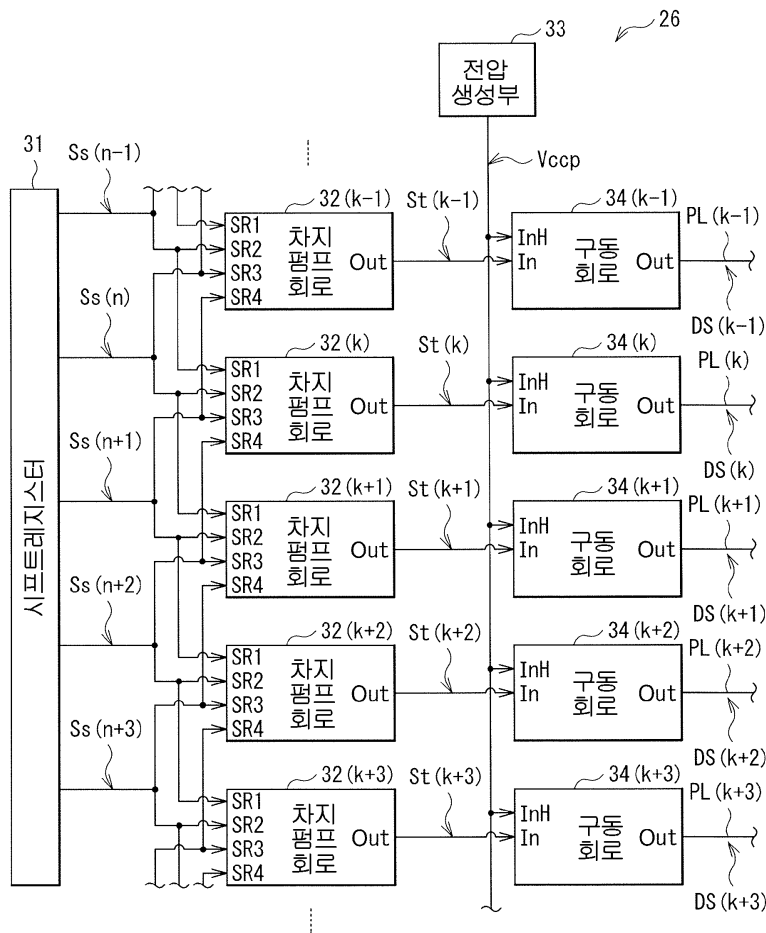 33
26
전압
생성부
31
Ss(n-1)
Vccp
32(k-1)
St(k-1)
34(k-1)
PL(k-1)
SR1
SR2
SR3
SR4
차지
펌프
회로
Out
InH
In
구동
회로
Out
DS(k-1)
Ss(n)
32(k)
St(k)
34(k)
PL(k)
SR1
SR2
SR3
SR4
차지
펌프
회로
Out
InH
In
구동
회로
Out
DS(k)
Ss(n+1)
32(k+1)
St(k+1)
34(k+1)
PL(k+1)
SR1
SR2
SR3
SR4
차지
펌프
회로
Out
InH
In
구동
회로
Out
DS(k+1)
시프트레지스터
Ss(n+2)
32(k+2)
St(k+2)
34(k+2)
PL(k+2)
SR1
SR2
SR3
SR4
차지
펌프
회로
Out
InH
In
구동
회로
Out
DS(k+2)
Ss(n+3)
32(k+3)
St(k+3)
34(k+3)
PL(k+3)
SR1
SR2
SR3
SR4
차지
펌프
회로
Out
InH
In
구동
회로
Out
DS(k+3)